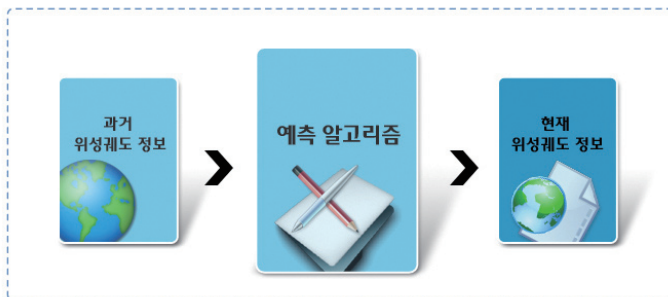 과거
위성궤도 정보
예측 알고리즘
현재
위성궤도 정보